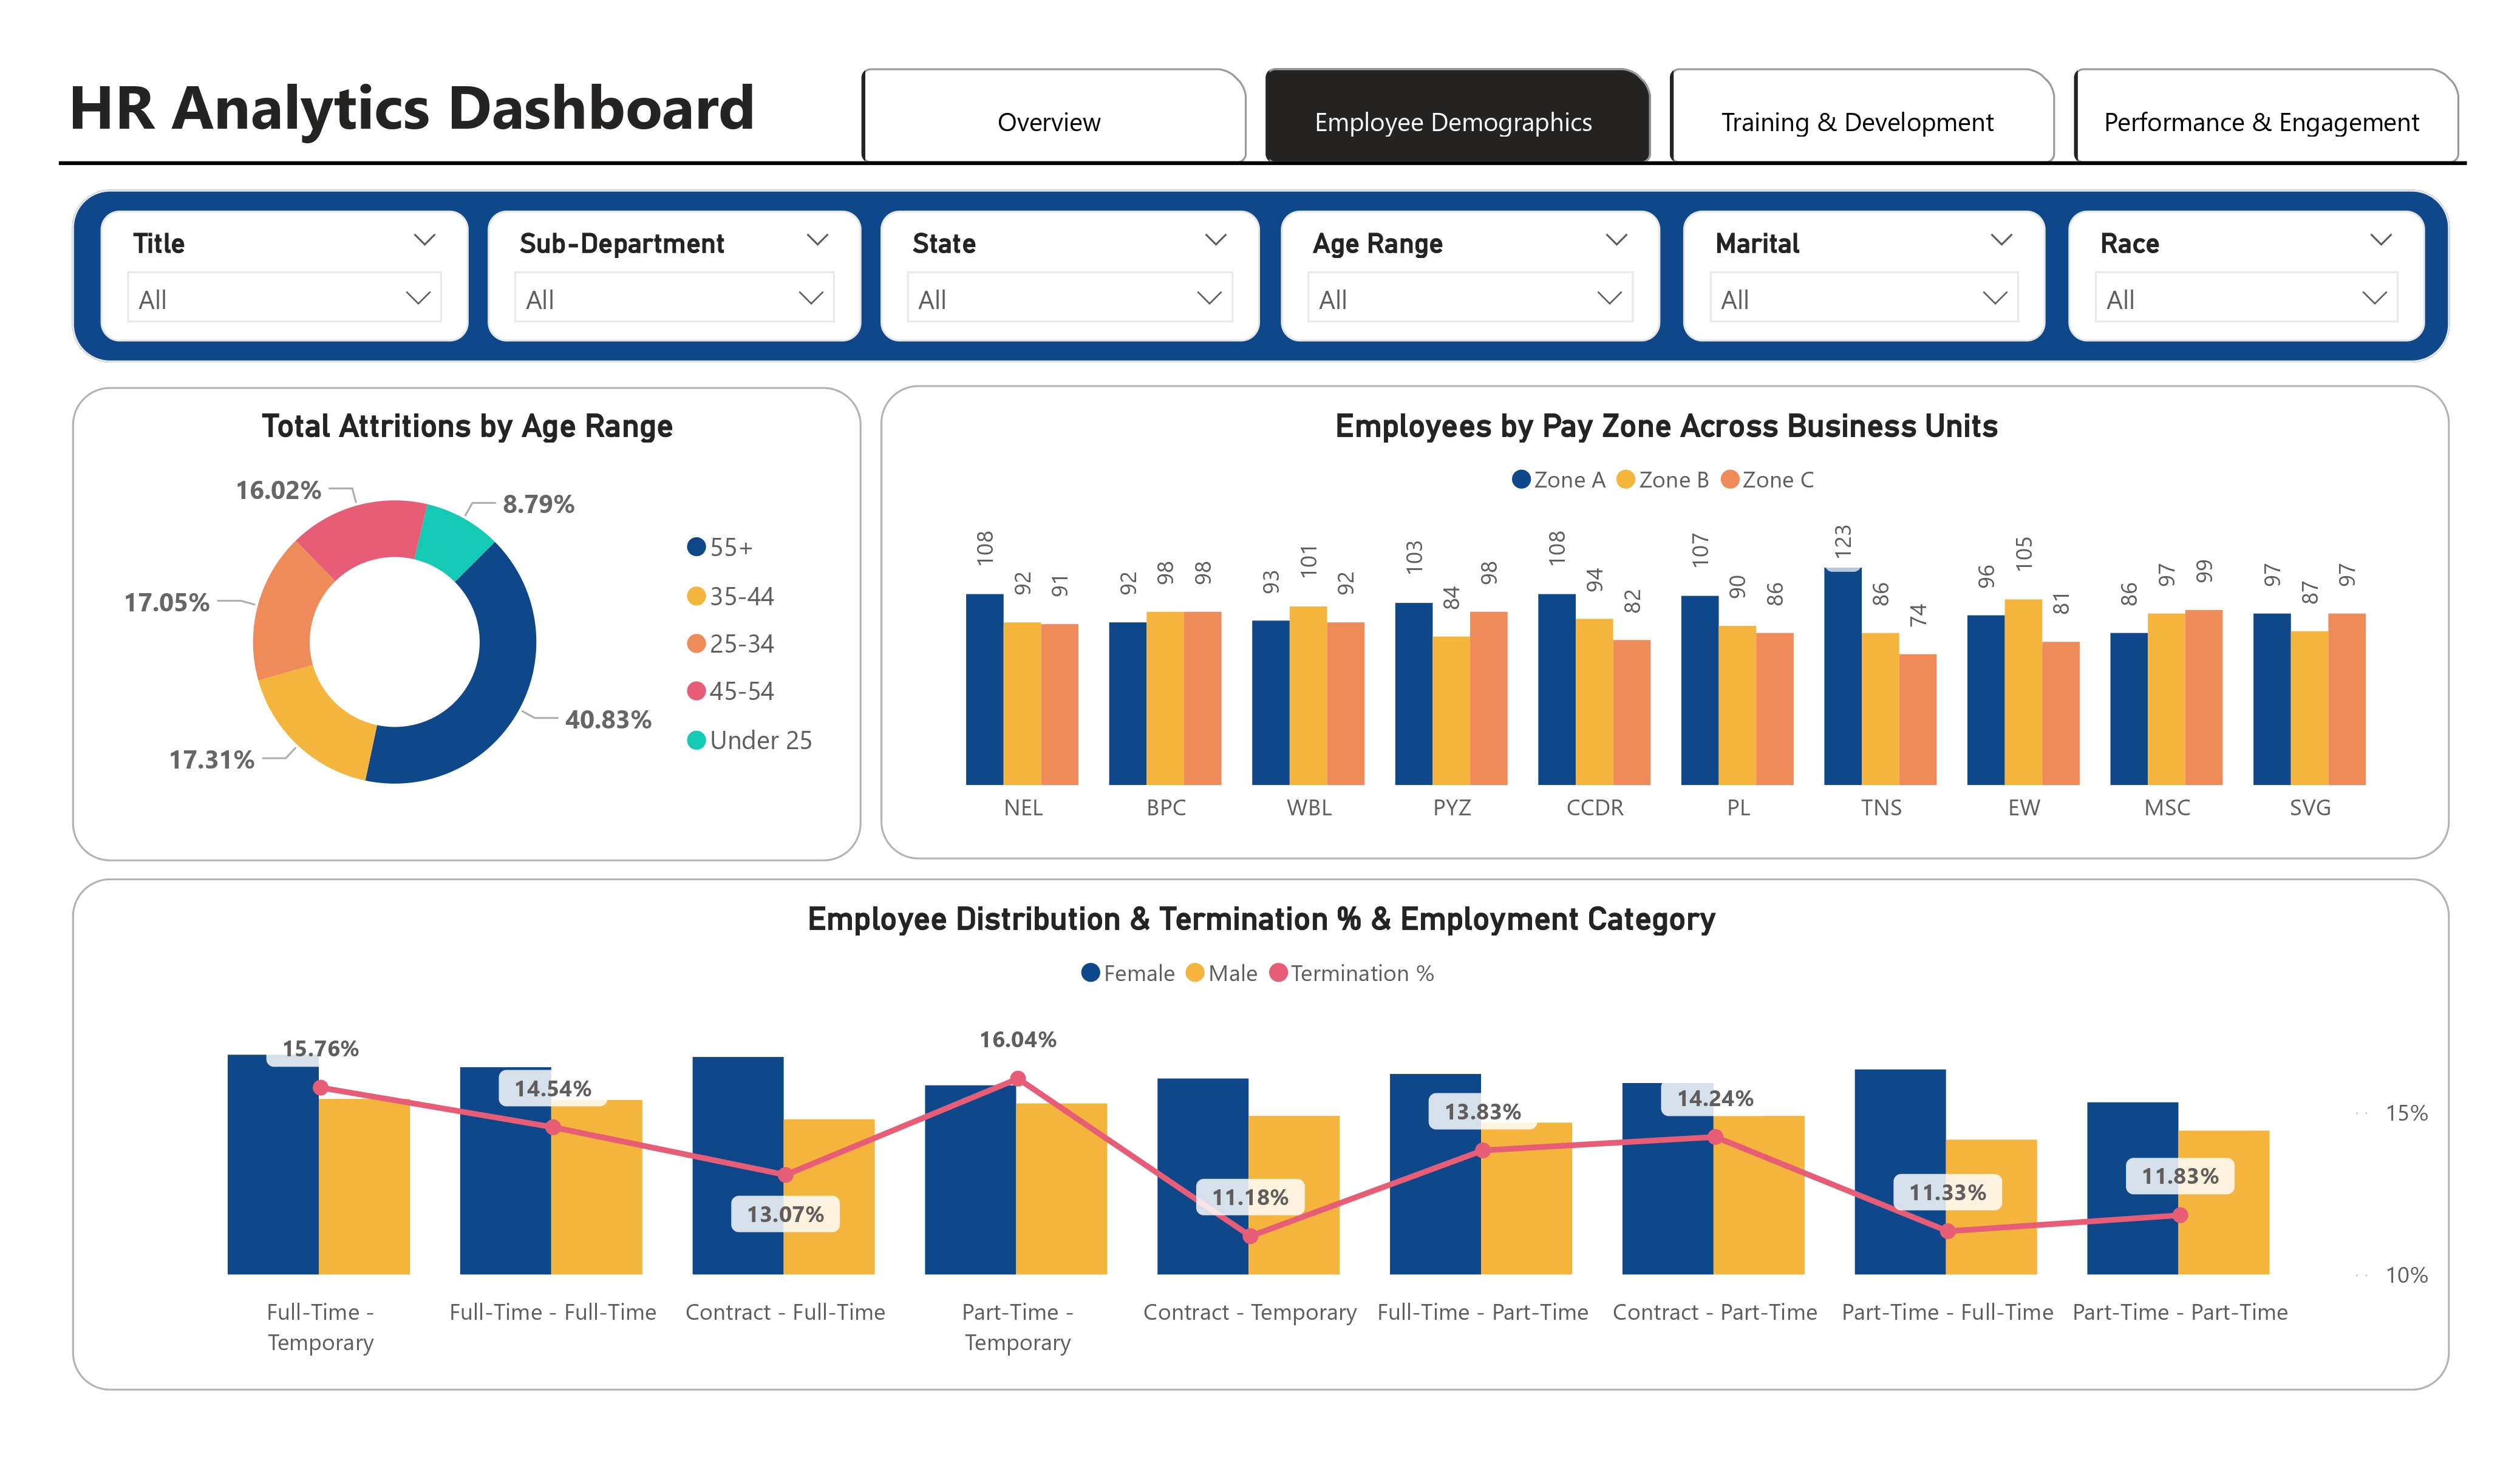 HR Analytics Dashboard
Overview
Employee Demographics
Training & Development
Performance & Engagement
Title
Sub-Department
State
Age Range
Marital
Race
All
All
All
All
All
All
Total Attritions by Age Range
16.02%
8.79%
17.05%
40.83%
17.31%
55+
35-44
25-34
45-54
Under 25
Employees by Pay Zone Across Business Units
Zone A
Zone B
Zone C
108
92
91
92
98
98
93
101
92
103
84
98
108
94
82
107
90
86
123
86
74
96
105
81
86
97
99
97
87
97
NEL
BPC
WBL
PYZ
CCDR
PL
TNS
EW
MSC
SVG
Employee Distribution & Termination % & Employment Category
Female
Male
Termination %
15.76%
14.54%
13.07%
16.04%
11.18%
13.83%
14.24%
11.33%
11.83%
15%
10%
Full-Time -
Temporary
Full-Time - Full-Time
Contract - Full-Time
Part-Time -
Temporary
Contract - Temporary
Full-Time - Part-Time
Contract - Part-Time
Part-Time - Full-Time
Part-Time - Part-Time